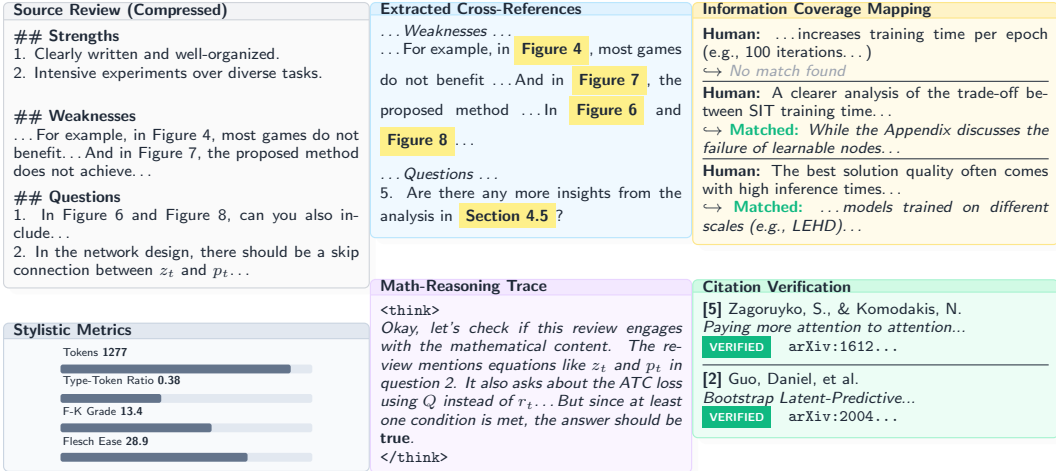 Source Review (Compressed)
## Strengths
1. Clearly written and well-organized.
2. Intensive experiments over diverse tasks.
## Weaknesses
...For example, in Figure 4, most games do not
benefit...And in Figure 7, the proposed method
does not achieve...
## Questions
1. In Figure 6 and Figure 8, can you also in-
clude...
2. In the network design, there should be a skip
connection between z_t and p_t...
Stylistic Metrics
Tokens 1277
Type-Token Ratio 0.38
F-K Grade 13.4
Flesch Ease 28.9
Extracted Cross-References
...Weaknesses ...
...For example, in Figure 4, most games
do not benefit ...And in Figure 7, the
proposed method ...In Figure 6 and
Figure 8...
...Questions ...
5. Are there any more insights from the
analysis in Section 4.5?
Math-Reasoning Trace
<think>
Okay, let's check if this review engages
with the mathematical content. The re-
view mentions equations like z_t and p_t in
question 2. It also asks about the ATC loss
using Q instead of r_t...But since at least
one condition is met, the answer should be
true.
</think>
Information Coverage Mapping
Human: ...increases training time per epoch
(e.g., 100 iterations...)
↪ No match found
Human: A clearer analysis of the trade-off be-
tween SIT training time...
↪ Matched: While the Appendix discusses the
failure of learnable nodes...
Human: The best solution quality often comes
with high inference times...
↪ Matched: ...models trained on different
scales (e.g., LEHD)...
Citation Verification
[5] Zagoruyko, S., & Komodakis, N.
Paying more attention to attention...
VERIFIED arXiv:1612...
[2] Guo, Daniel, et al.
Bootstrap Latent-Predictive...
VERIFIED arXiv:2004...